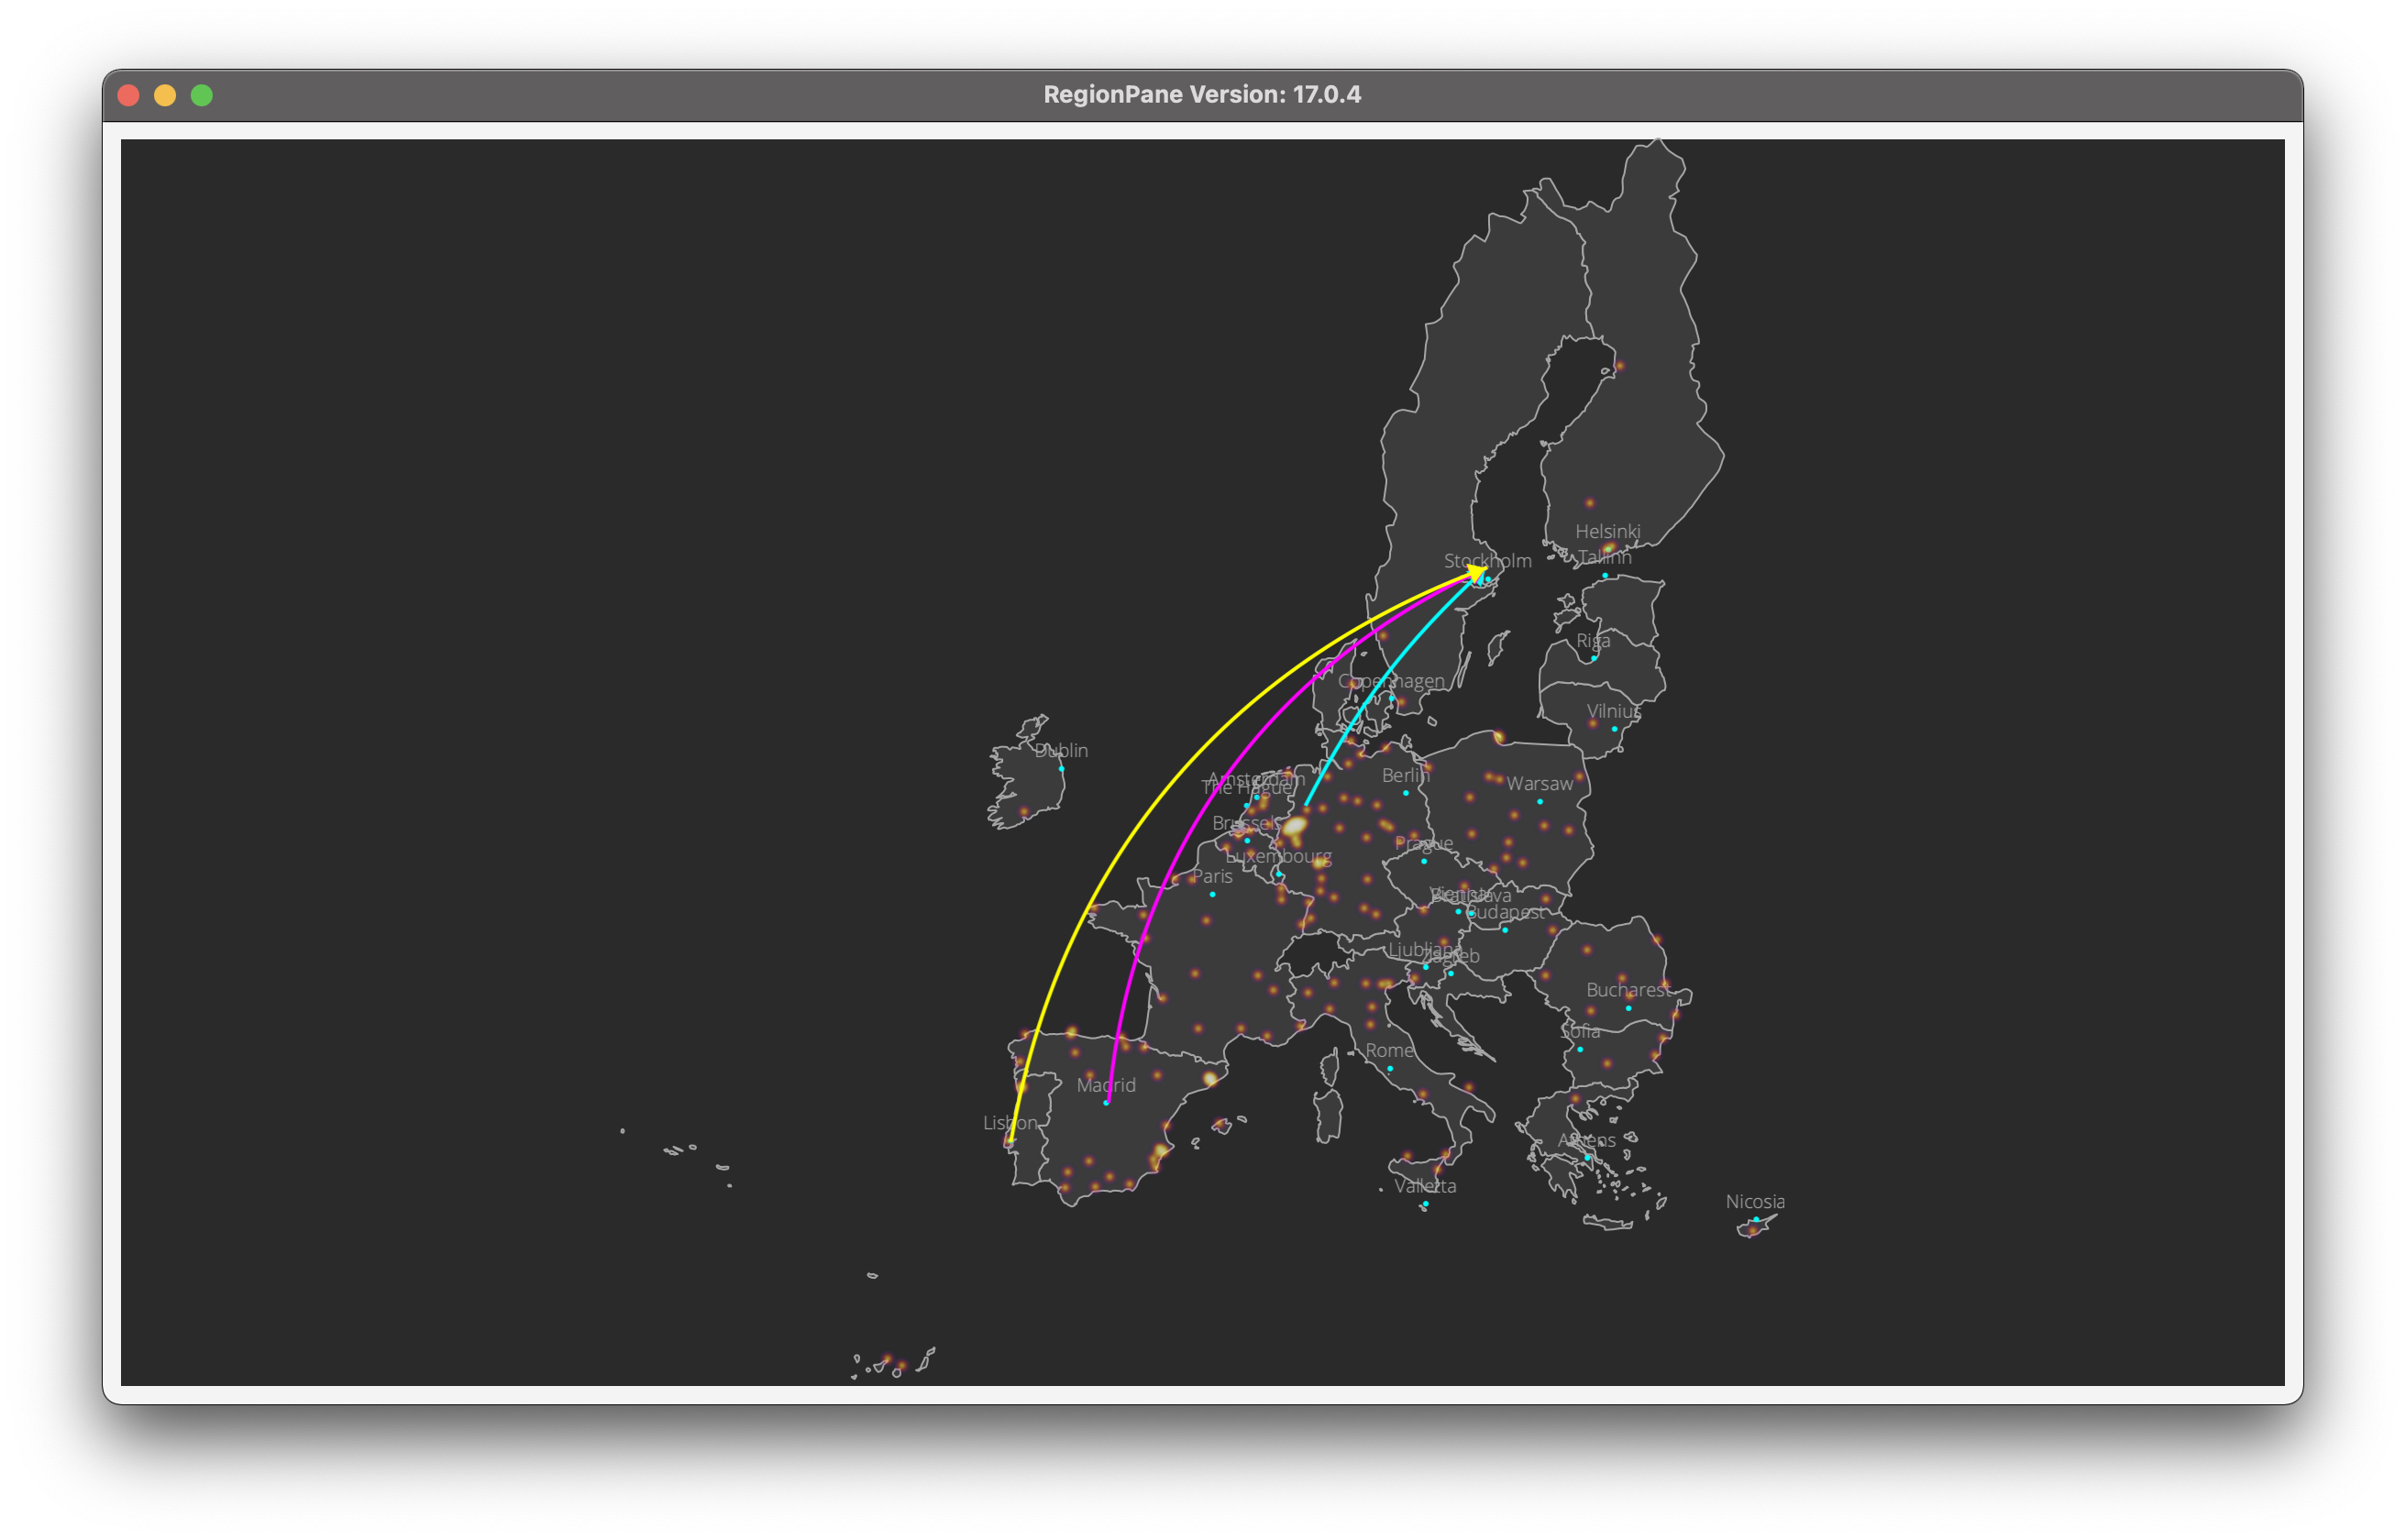 RegionPane Version: 17.0.4
Helsinki
Tallinn
Stockholm
Riga
Copenhagen
Vilnius
Dublin
Amsterdam
The Hague
Berlin
Warsaw
Brussels
Prague
Luxembourg
Paris
Vienna
Bratislava
Budapest
Ljubljana
Zagreb
Bucharest
Sofia
Rome
Madrid
Lisbon
Athens
Valletta
Nicosia